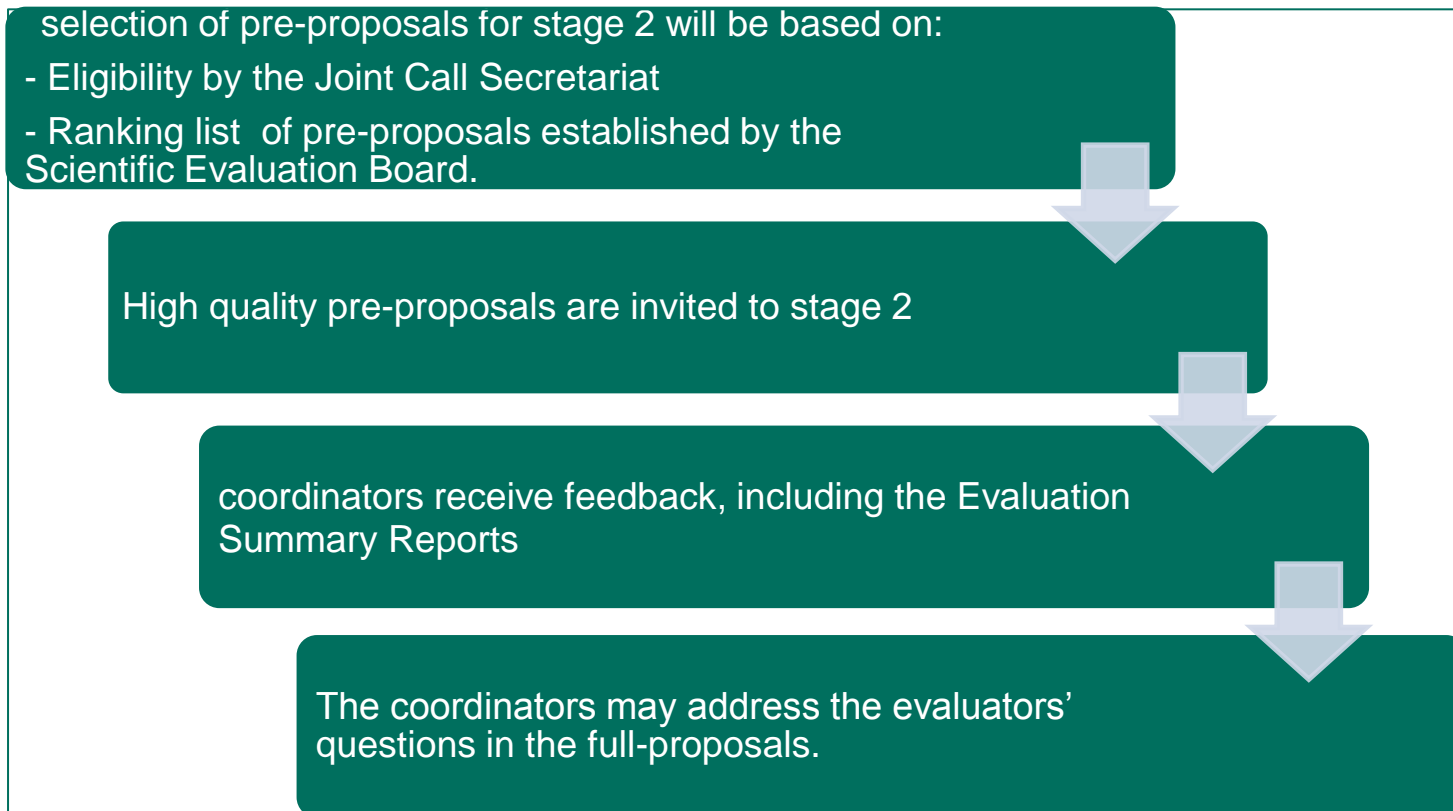 selection of pre-proposals for stage 2 will be based on:
- Eligibility by the Joint Call Secretariat
- Ranking list of pre-proposals established by the
Scientific Evaluation Board.
High quality pre-proposals are invited to stage 2
coordinators receive feedback, including the Evaluation
Summary Reports
The coordinators may address the evaluators’
questions in the full-proposals.